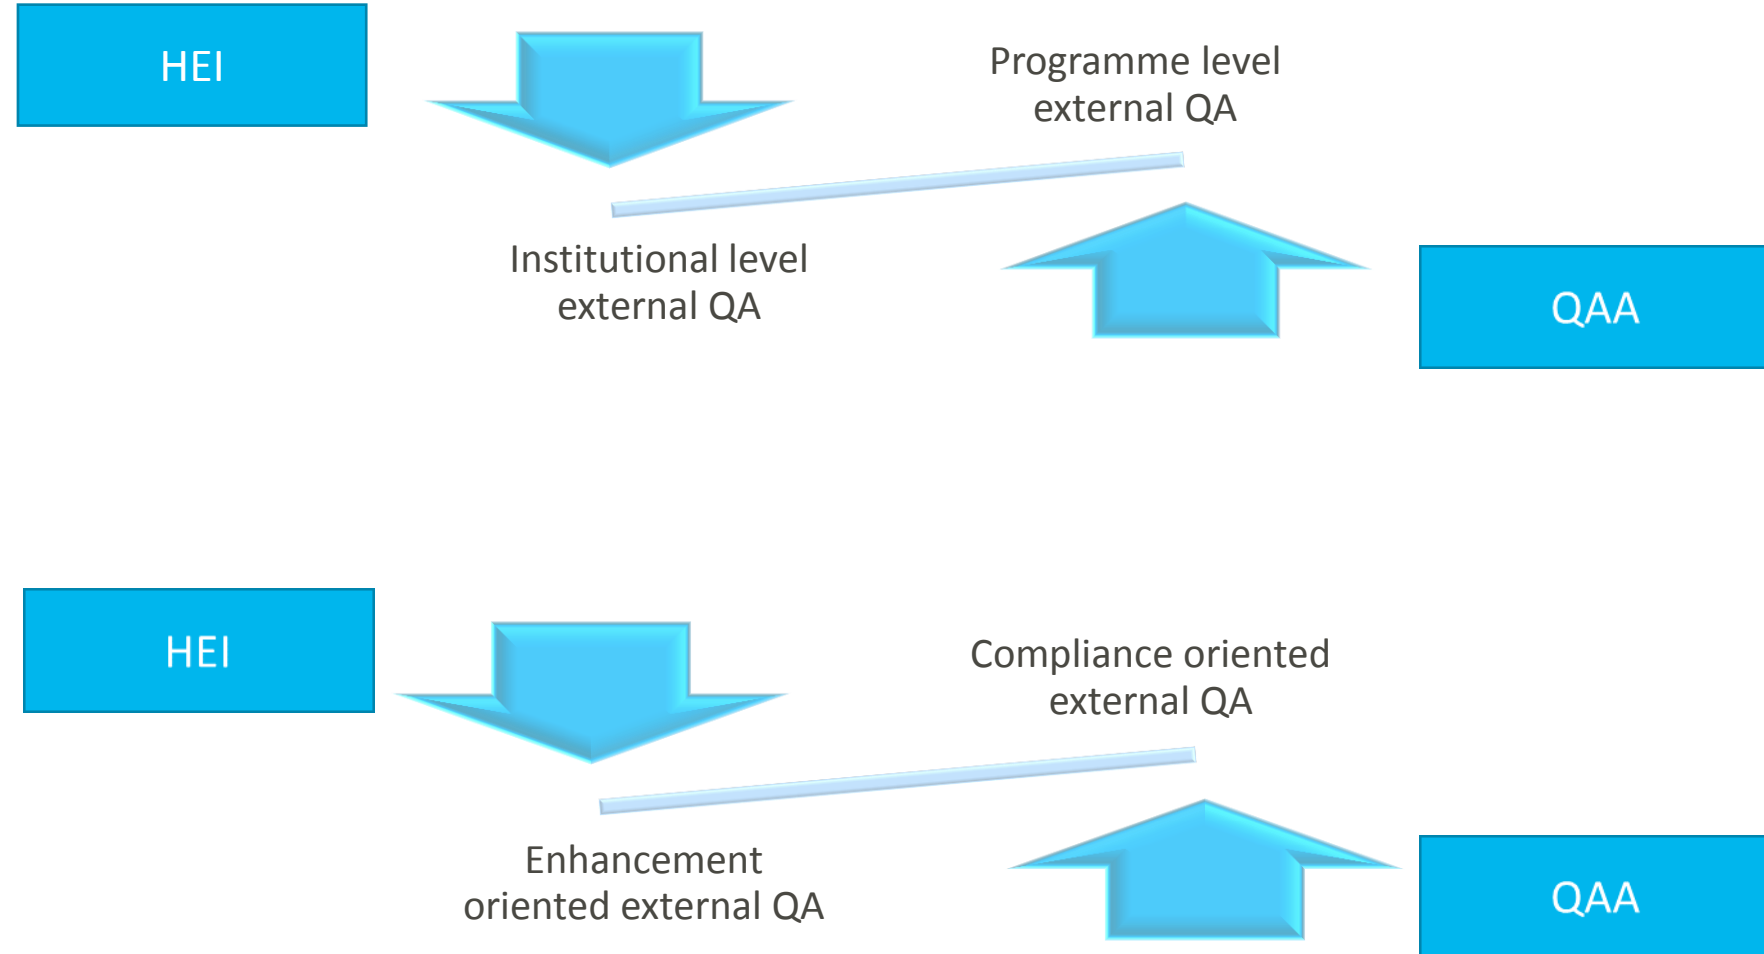 HEI
Programme level
external QA
Institutional level
external QA
QAA
HEI
Compliance oriented
external QA
Enhancement
oriented external QA
QAA